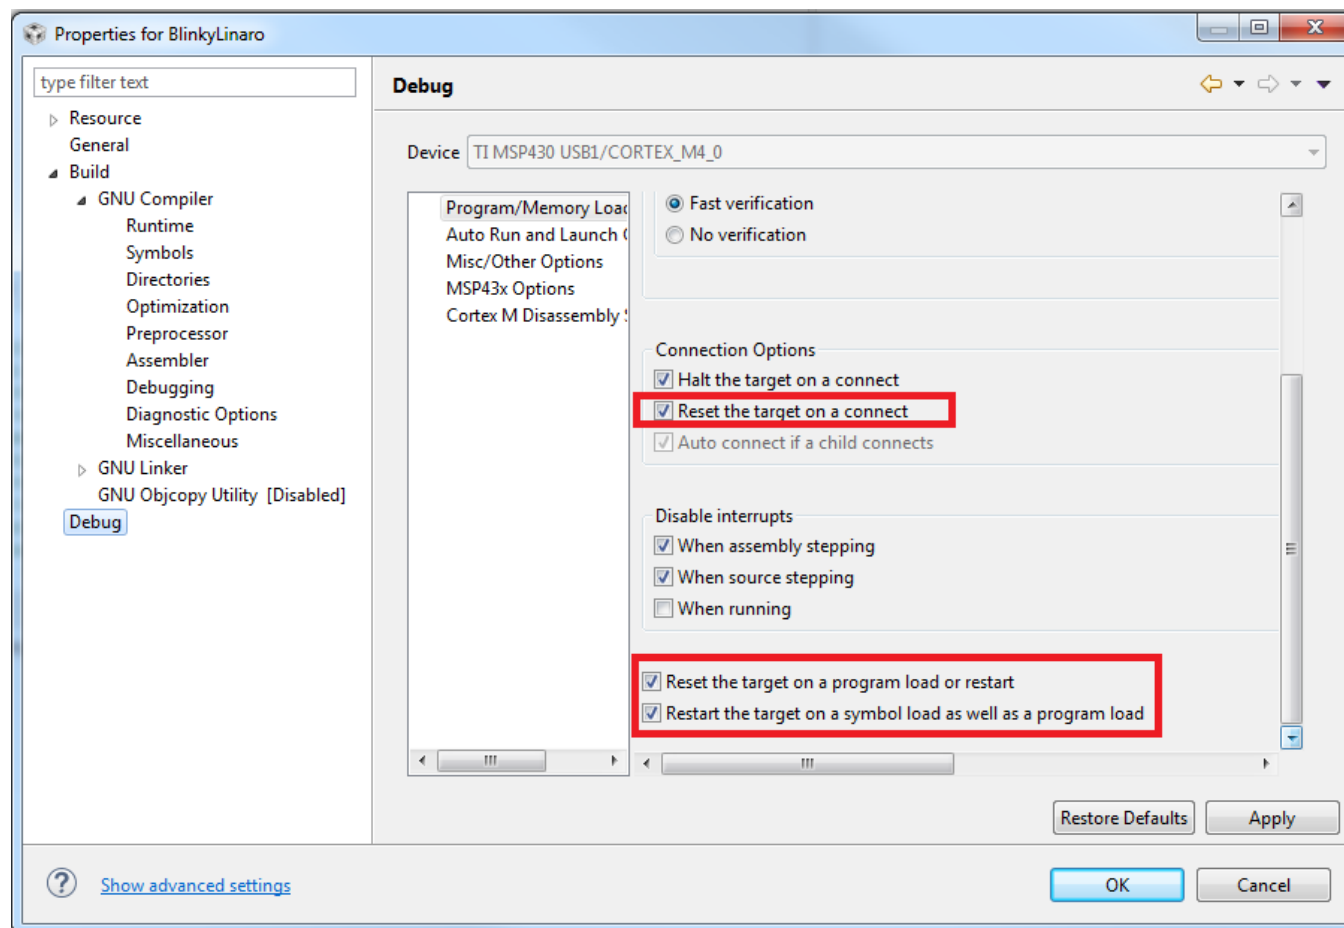 Properties for BlinkyLinaro
type filter text
Resource
General
Build
GNU Compiler
Runtime
Symbols
Directories
Optimization
Preprocessor
Assembler
Debugging
Diagnostic Options
Miscellaneous
GNU Linker
GNU Objcopy Utility [Disabled]
Debug
Debug
Device TI MSP430 USB1/CORTEX_M4_0
Program/Memory Load
Auto Run and Launch
Misc/Other Options
MSP43x Options
Cortex M Disassembly
Fast verification
No verification
Connection Options
Halt the target on a connect
Reset the target on a connect
Auto connect if a child connects
Disable interrupts
When assembly stepping
When source stepping
When running
Reset the target on a program load or restart
Restart the target on a symbol load as well as a program load
Restore Defaults Apply
? Show advanced settings
OK Cancel